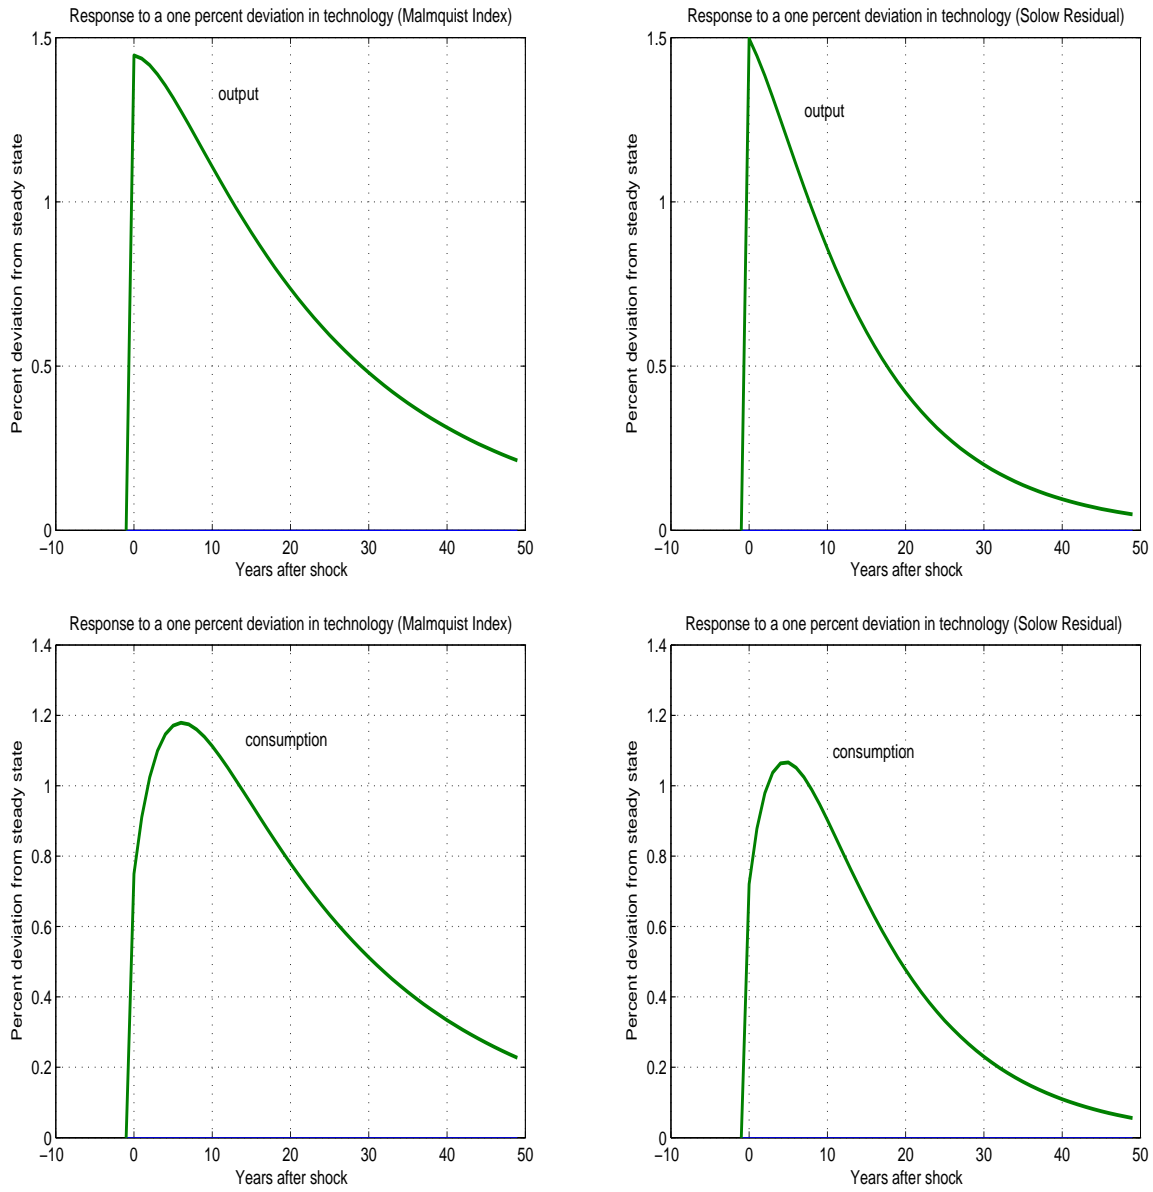 Response to a one percent deviation in technology (Malmquist Index)
Percent deviation from steady state
1.5
1
0.5
0
output
−10 0 10 20 30 40 50
Years after shock
Response to a one percent deviation in technology (Solow Residual)
Percent deviation from steady state
1.5
1
0.5
0
output
−10 0 10 20 30 40 50
Years after shock
Response to a one percent deviation in technology (Malmquist Index)
Percent deviation from steady state
1.4
1.2
1
0.8
0.6
0.4
0.2
0
consumption
−10 0 10 20 30 40 50
Years after shock
Response to a one percent deviation in technology (Solow Residual)
Percent deviation from steady state
1.4
1.2
1
0.8
0.6
0.4
0.2
0
consumption
−10 0 10 20 30 40 50
Years after shock